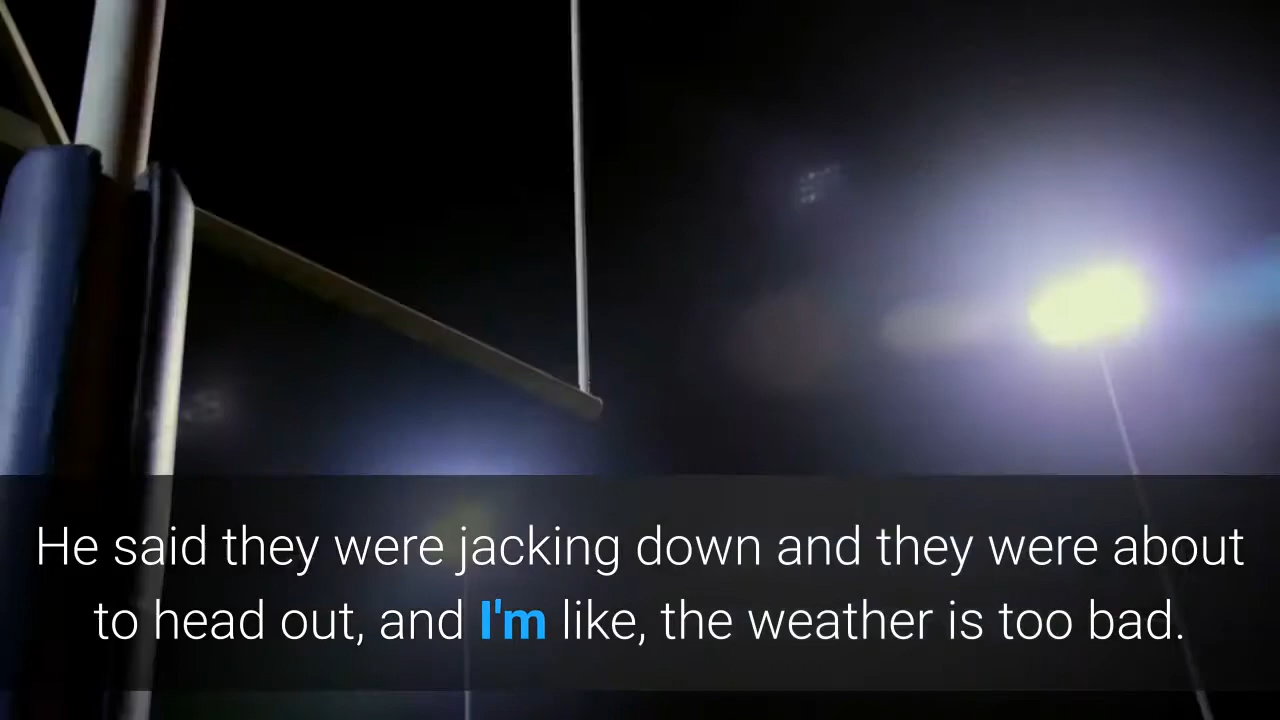 He said they were jacking down and they were about
to head out, and I'm like, the weather is too bad.